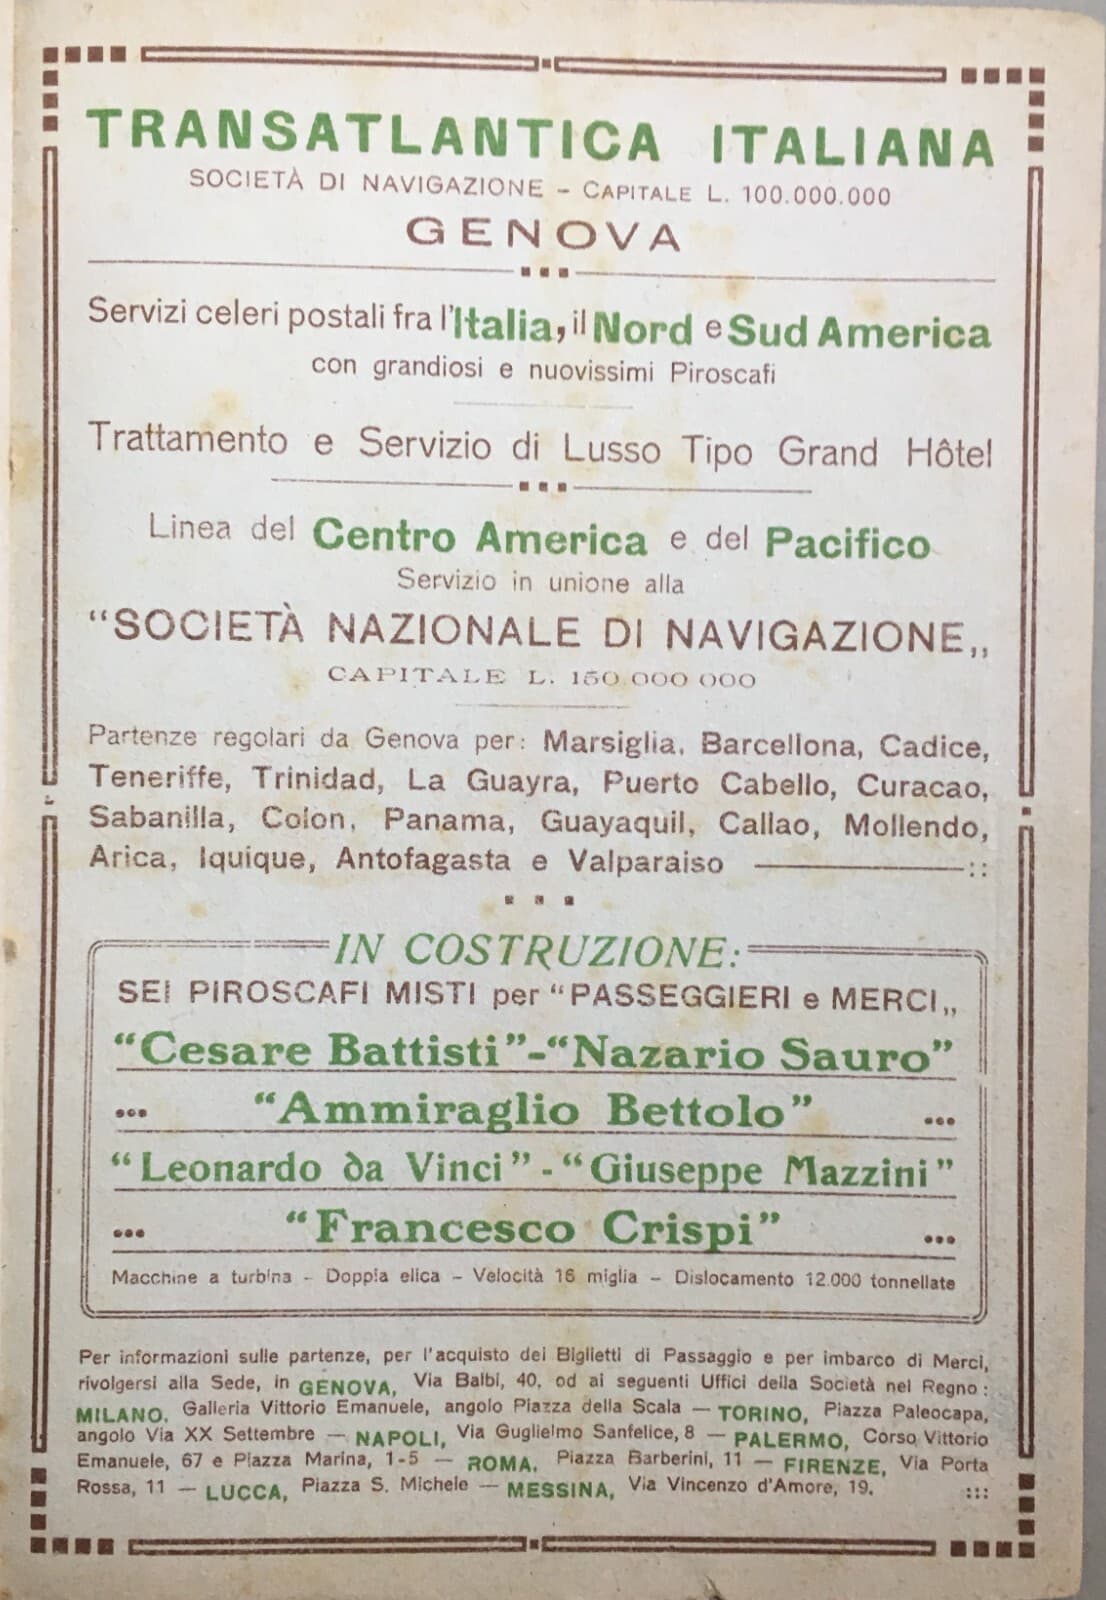 TRANSATLANTICA ITALIANA
SOCIETÀ DI NAVIGAZIONE - CAPITALE L. 100.000.000
GENOVA
Servizi celeri postali fra l'Italia, il Nord e Sud America
con grandiosi e nuovissimi Piroscafi
Trattamento e Servizio di Lusso Tipo Grand Hôtel
Linea del Centro America e del Pacifico
Servizio in unione alla
"SOCIETÀ NAZIONALE DI NAVIGAZIONE„
CAPITALE L. 150.000.000
Partenze regolari da Genova per: Marsiglia, Barcellona, Cadice,
Teneriffe, Trinidad, La Guayra, Puerto Cabello, Curacao,
Sabanilla, Colon, Panama, Guayaquil, Callao, Mollendo,
Arica, Iquique, Antofagasta e Valparaiso
IN COSTRUZIONE:
SEI PIROSCAFI MISTI per "PASSEGGIERI e MERCI„
"Cesare Battisti"-"Nazario Sauro"
"Ammiraglio Bettolo"
"Leonardo da Vinci" - "Giuseppe Mazzini"
"Francesco Crispi"
Macchine a turbina - Doppia elica - Velocità 16 miglia - Dislocamento 12.000 tonnellate
Per informazioni sulle partenze, per l'acquisto dei Biglietti di Passaggio e per imbarco di Merci,
rivolgersi alla Sede, in GENOVA, Via Balbi, 40, od ai seguenti Uffici della Società nel Regno:
MILANO, Galleria Vittorio Emanuele, angolo Piazza della Scala — TORINO, Piazza Paleocapa,
angolo Via XX Settembre — NAPOLI, Via Guglielmo Sanfelice, 8 — PALERMO, Corso Vittorio
Emanuele, 67 e Piazza Marina, 1-5 — ROMA, Piazza Barberini, 11 — FIRENZE, Via Porta
Rossa, 11 — LUCCA, Piazza S. Michele — MESSINA, Via Vincenzo d'Amore, 19.